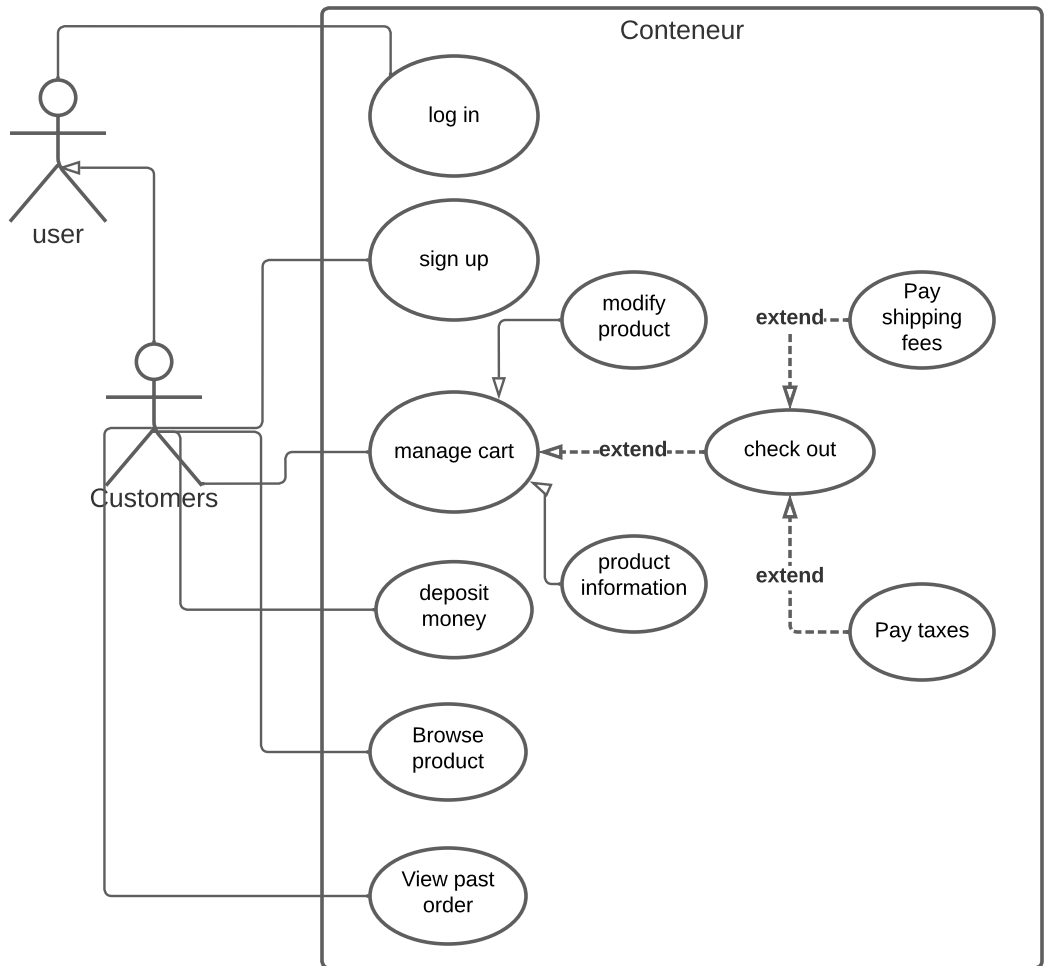 Conteneur
log in
user
sign up
modify
product
Pay
shipping
fees
extend
manage cart
extend
check out
Customers
product
information
extend
deposit
money
Pay taxes
Browse
product
View past
order